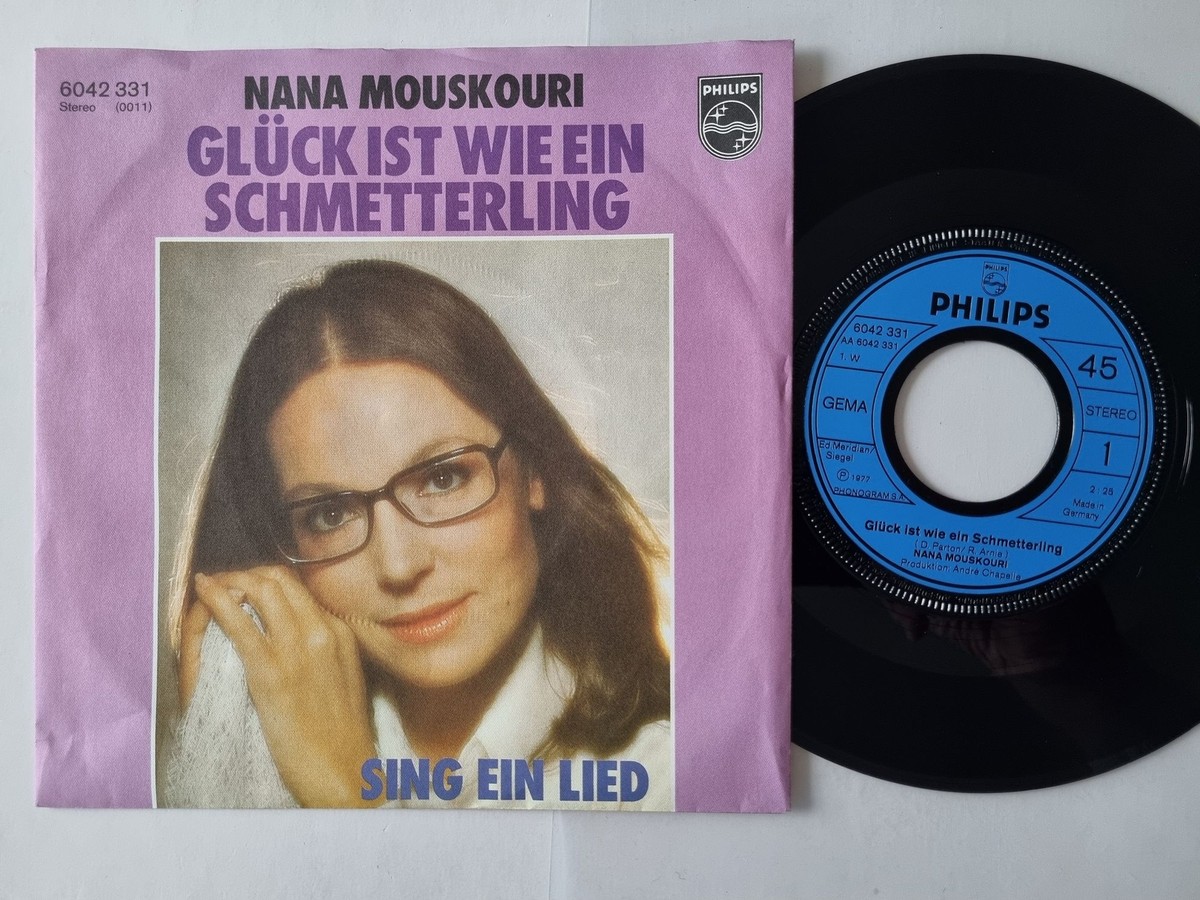 6042 331
Stereo (0011)
NANA MOUSKOURI
GLÜCK IST WIE EIN
SCHMETTERLING
PHILIPS
SING EIN LIED
PHILIPS
PHILIPS
6042 331
AA 6042 331
1. W
GEMA
Ed. Meridian/
Siegel
Ⓟ 1977
PHONOGRAM S.A.
45
STEREO
1
2:28
Made in
Germany
Glück ist wie ein Schmetterling
( D. Parton/ R. Arnie )
NANA MOUSKOURI
Produktion: André Chapelle